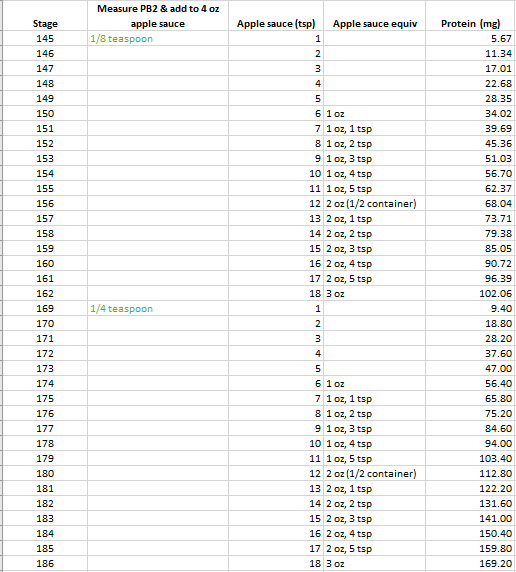 Stage Measure PB2 & add to 4 oz apple sauce Apple sauce (tsp) Apple sauce equiv Protein (mg)
145 1/8 teaspoon 1 5.67
146 2 11.34
147 3 17.01
148 4 22.68
149 5 28.35
150 6 1 oz 34.02
151 7 1 oz, 1 tsp 39.69
152 8 1 oz, 2 tsp 45.36
153 9 1 oz, 3 tsp 51.03
154 10 1 oz, 4 tsp 56.70
155 11 1 oz, 5 tsp 62.37
156 12 2 oz (1/2 container) 68.04
157 13 2 oz, 1 tsp 73.71
158 14 2 oz, 2 tsp 79.38
159 15 2 oz, 3 tsp 85.05
160 16 2 oz, 4 tsp 90.72
161 17 2 oz, 5 tsp 96.39
162 18 3 oz 102.06
169 1/4 teaspoon 1 9.40
170 2 18.80
171 3 28.20
172 4 37.60
173 5 47.00
174 6 1 oz 56.40
175 7 1 oz, 1 tsp 65.80
176 8 1 oz, 2 tsp 75.20
177 9 1 oz, 3 tsp 84.60
178 10 1 oz, 4 tsp 94.00
179 11 1 oz, 5 tsp 103.40
180 12 2 oz (1/2 container) 112.80
181 13 2 oz, 1 tsp 122.20
182 14 2 oz, 2 tsp 131.60
183 15 2 oz, 3 tsp 141.00
184 16 2 oz, 4 tsp 150.40
185 17 2 oz, 5 tsp 159.80
186 18 3 oz 169.20